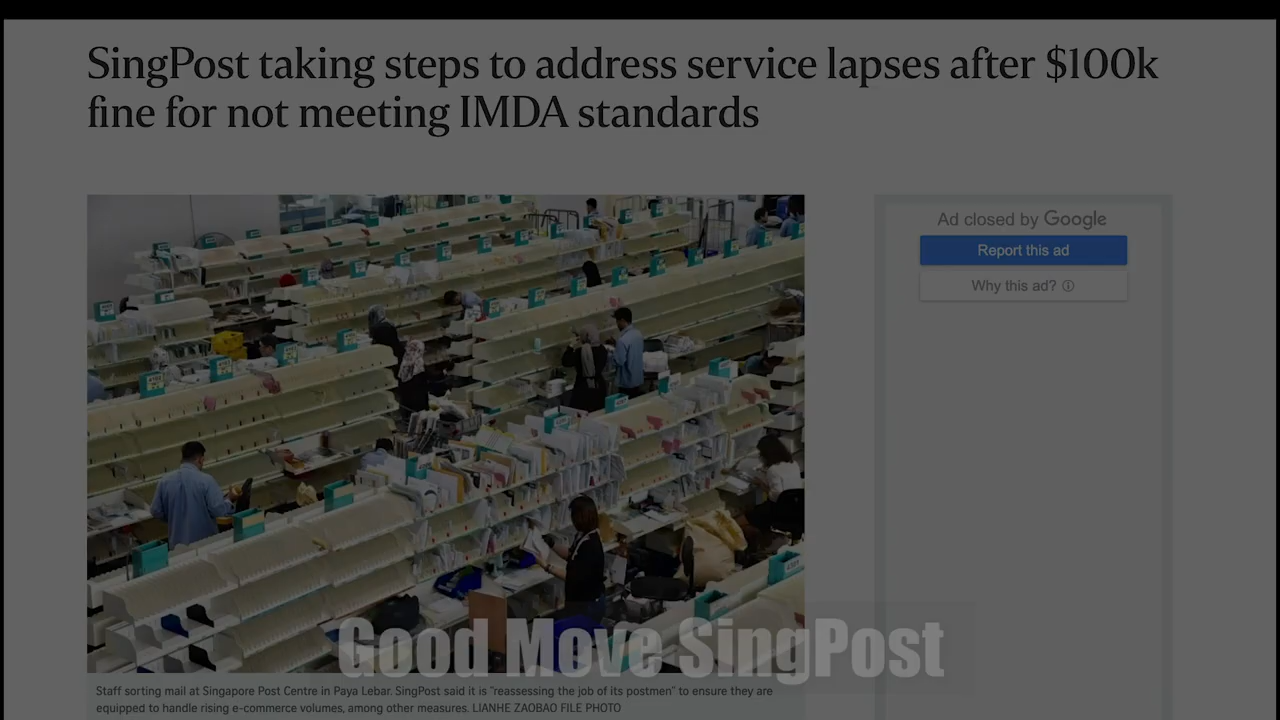 SingPost taking steps to address service lapses after $100k
fine for not meeting IMDA standards
Ad closed by Google
Report this ad
Why this ad?
Good Move SingPost
Staff sorting mail at Singapore Post Centre in Paya Lebar. SingPost said it is "reassessing the job of its postmen" to ensure they are
equipped to handle rising e-commerce volumes, among other measures. LIANHE ZAOBAO FILE PHOTO